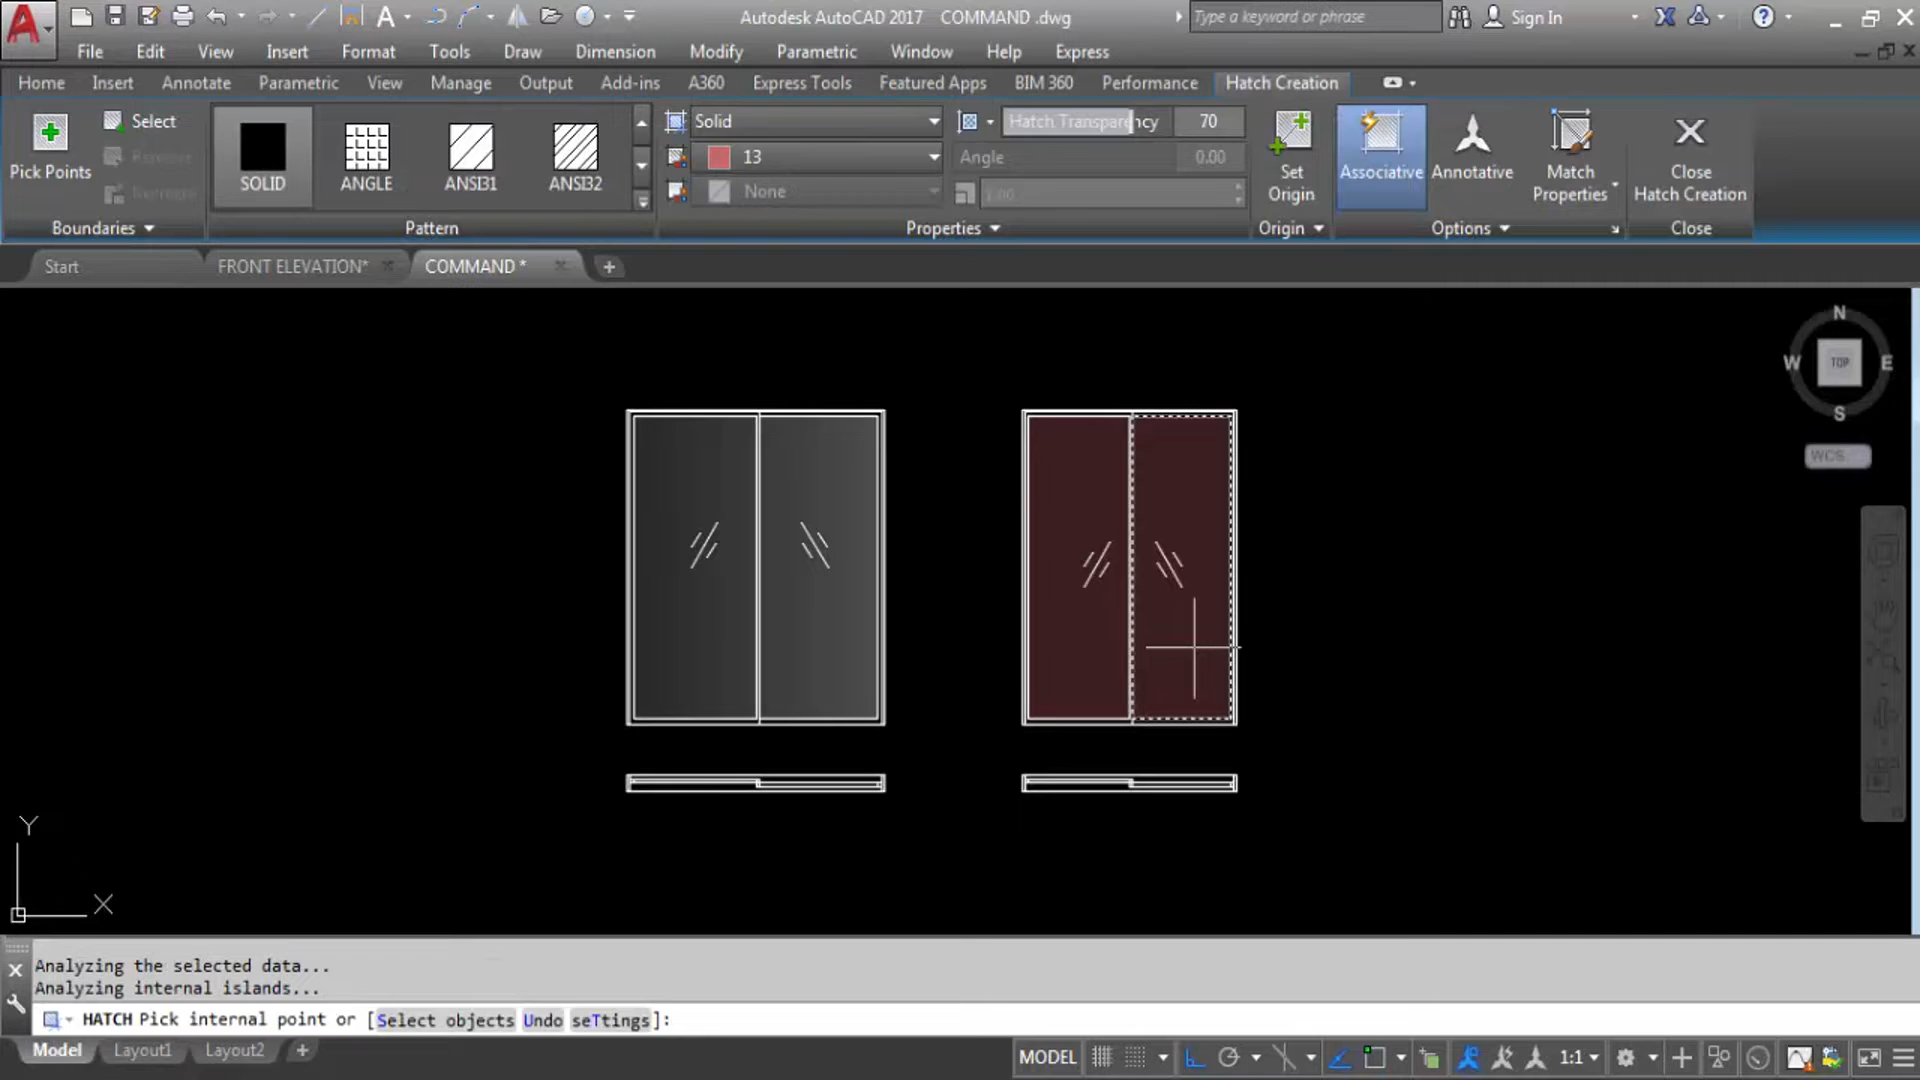 Autodesk AutoCAD 2017 COMMAND .dwg
Type a keyword or phrase
Sign In
File Edit View Insert Format Tools Draw Dimension Modify Parametric Window Help Express
Home Insert Annotate Parametric View Manage Output Add-ins A360 Express Tools Featured Apps BIM 360 Performance Hatch Creation
Pick Points
Select
Remove
Recreate
Boundaries
SOLID
ANGLE
ANSI31
ANSI32
Pattern
Solid
13
None
Hatch Transparency 70
Angle 0.00
1.00
Properties
Set Origin
Origin
Associative
Annotative
Match Properties
Options
Close Hatch Creation
Close
Start
FRONT ELEVATION*
COMMAND *
N
W TOP E
S
WCS
Y
X
Analyzing the selected data...
Analyzing internal islands...
HATCH Pick internal point or [Select objects Undo seTtings]:
Model Layout1 Layout2
MODEL
1:1